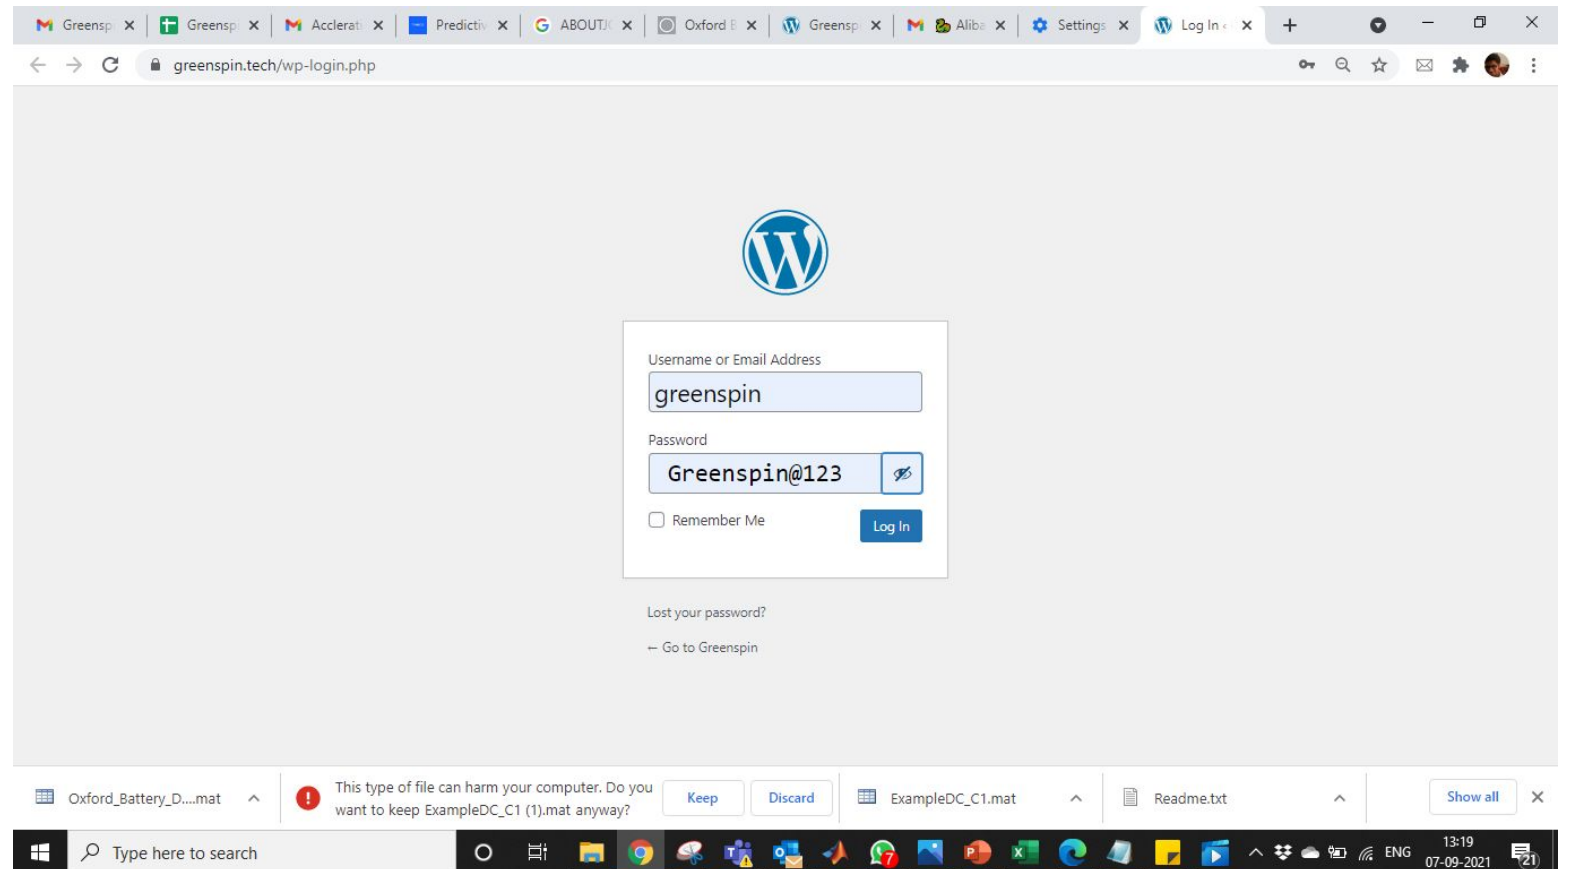 Greensp
Greensp
Acclerati
Predictiv
ABOUTJO
Oxford B
Greensp
Aliba
Settings
Log In ‹
greenspin.tech/wp-login.php
Username or Email Address
greenspin
Password
Greenspin@123
Remember Me
Log In
Lost your password?
← Go to Greenspin
Oxford_Battery_D....mat
This type of file can harm your computer. Do you
want to keep ExampleDC_C1 (1).mat anyway?
Keep
Discard
ExampleDC_C1.mat
Readme.txt
Show all
Type here to search
7
ENG
13:19
07-09-2021
21